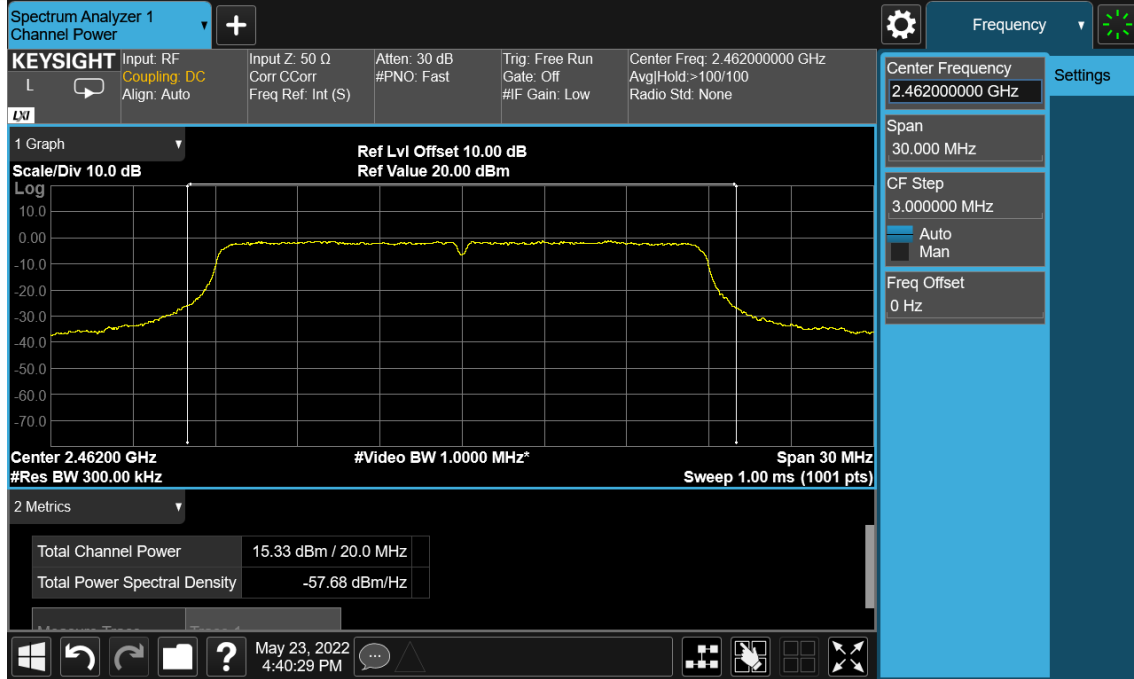 Spectrum Analyzer 1
Channel Power
Frequency
KEYSIGHT
L
LXI
Input: RF
Coupling: DC
Align: Auto
Input Z: 50 Ω
Corr CCorr
Freq Ref: Int (S)
Atten: 30 dB
#PNO: Fast
Trig: Free Run
Gate: Off
#IF Gain: Low
Center Freq: 2.462000000 GHz
Avg|Hold:>100/100
Radio Std: None
Center Frequency
2.462000000 GHz
Settings
Span
30.000 MHz
CF Step
3.000000 MHz
Auto
Man
Freq Offset
0 Hz
1 Graph
Scale/Div 10.0 dB
Ref Lvl Offset 10.00 dB
Ref Value 20.00 dBm
Log
10.0
0.00
-10.0
-20.0
-30.0
-40.0
-50.0
-60.0
-70.0
Center 2.46200 GHz
#Video BW 1.0000 MHz*
Span 30 MHz
#Res BW 300.00 kHz
Sweep 1.00 ms (1001 pts)
2 Metrics
Total Channel Power 15.33 dBm / 20.0 MHz
Total Power Spectral Density -57.68 dBm/Hz
May 23, 2022
4:40:29 PM